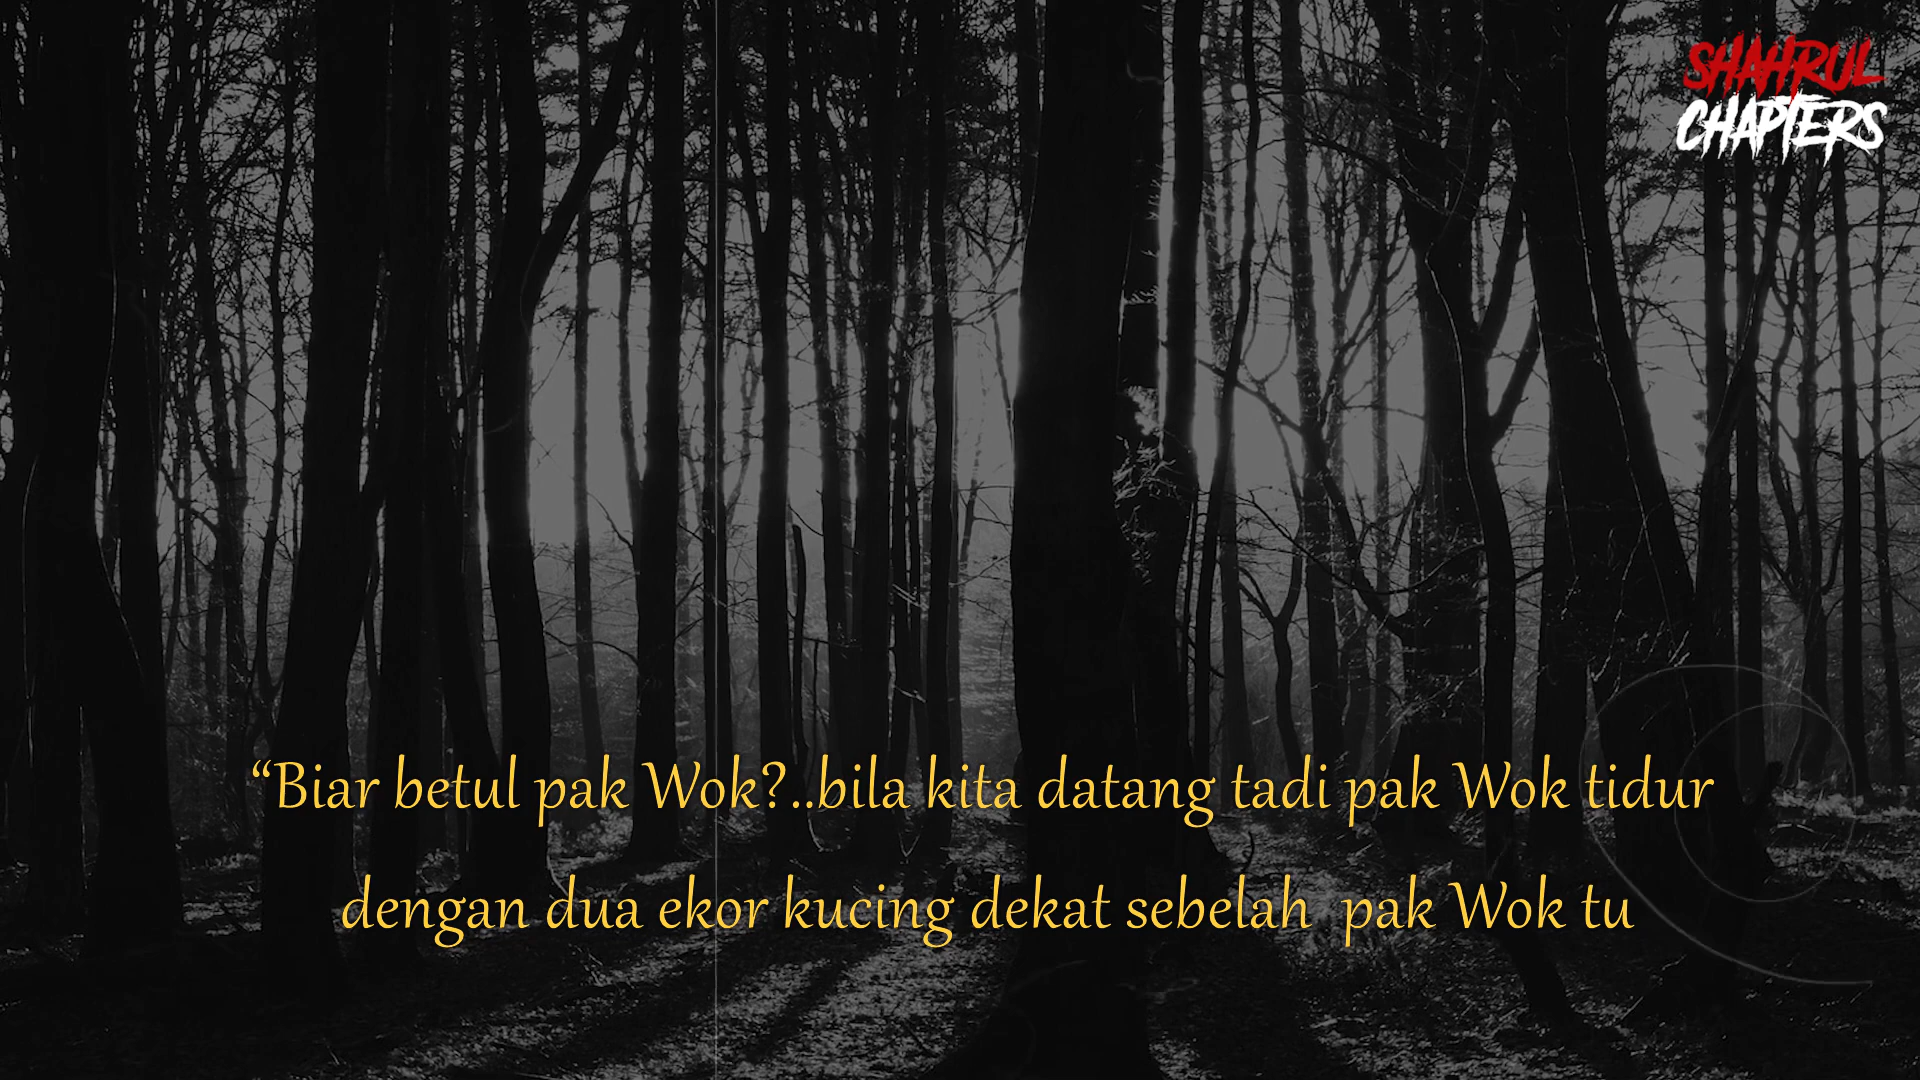 SHAHRUL
CHAPTERS
“Biar betul pak Wok?..bila kita datang tadi pak Wok tidur
dengan dua ekor kucing dekat sebelah  pak Wok tu